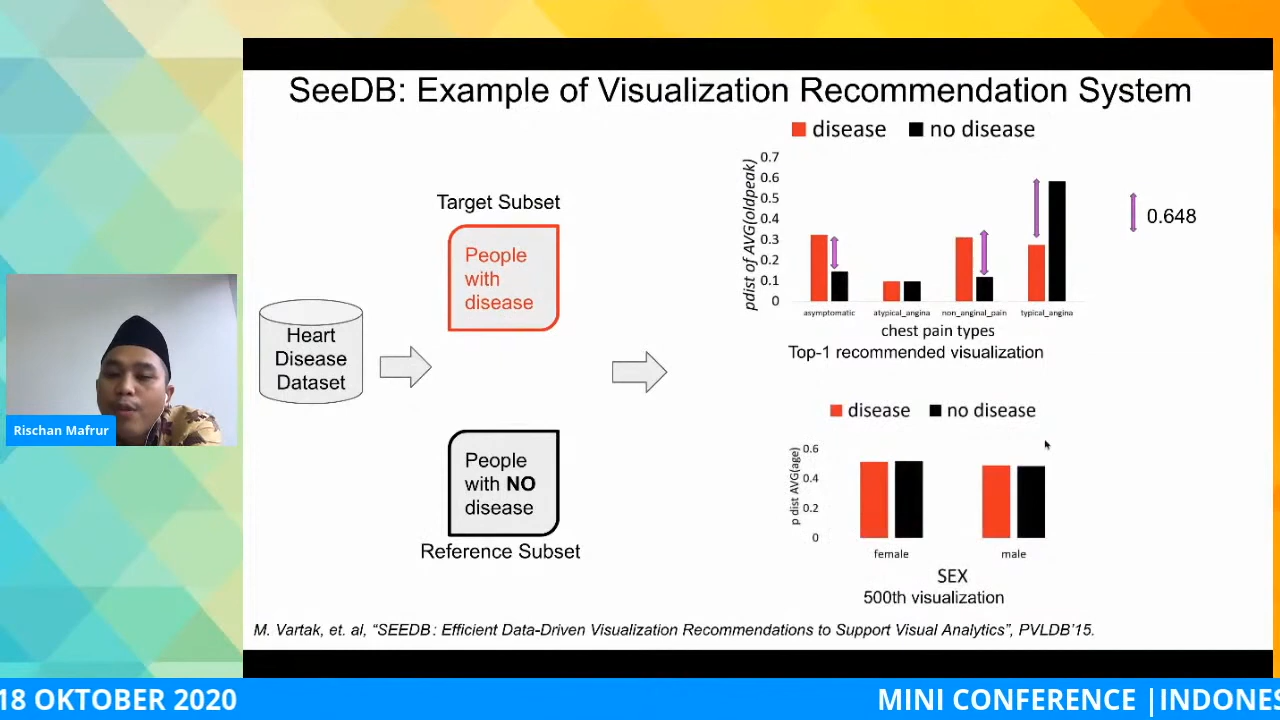 SeeDB: Example of Visualization Recommendation System
Target Subset
People
with
disease
Heart
Disease
Dataset
People
with NO
disease
Reference Subset
disease no disease
pdist of AVG(oldpeak)
0.7
0.6
0.5
0.4
0.3
0.2
0.1
0
asymptomatic atypical_angina non_anginal_pain typical_angina
chest pain types
Top-1 recommended visualization
0.648
disease no disease
p dist AVG(age)
0.6
0.4
0.2
0
female male
SEX
500th visualization
M. Vartak, et. al, “SEEDB: Efficient Data-Driven Visualization Recommendations to Support Visual Analytics”, PVLDB'15.
Rischan Mafrur
18 OKTOBER 2020 MINI CONFERENCE |INDONES